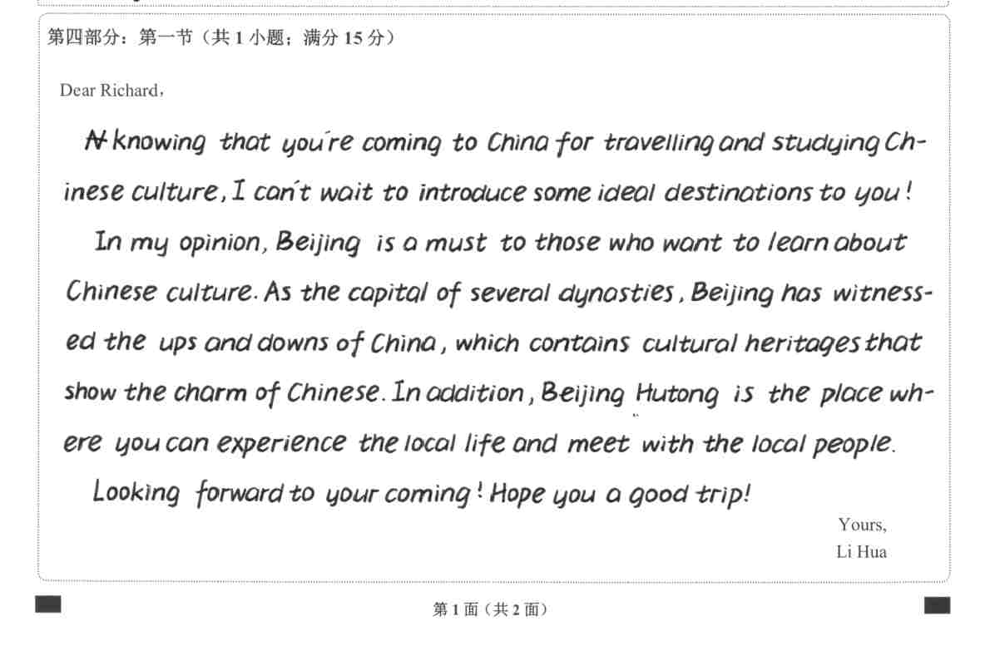 第四部分：第一节（共 1 小题；满分 15 分）
Dear Richard，
knowing that you're coming to China for travelling and studying Ch-
inese culture, I can't wait to introduce some ideal destinations to you!
In my opinion, Beijing is a must to those who want to learn about
Chinese culture. As the capital of several dynasties, Beijing has witness-
ed the ups and downs of China, which contains cultural heritages that
show the charm of Chinese. In addition, Beijing Hutong is the place wh-
ere you can experience the local life and meet with the local people.
Looking forward to your coming! Hope you a good trip!
Yours,
Li Hua
第 1 面（共 2 面）